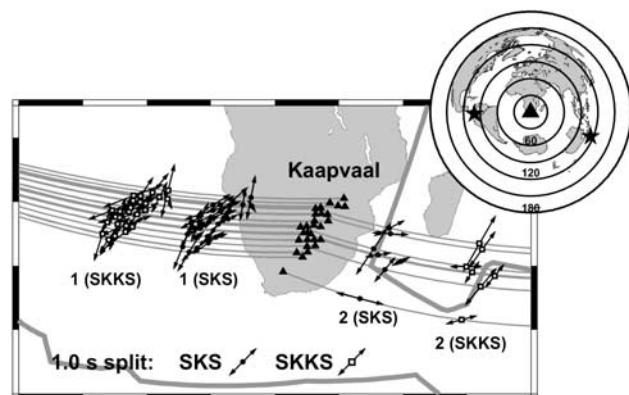 60
120
180
Kaapvaal
1 (SKKS)
1 (SKS)
2 (SKS)
2 (SKKS)
1.0 s split: SKS SKKS